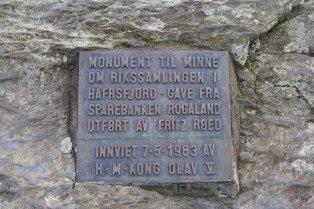 MONUMENT TIL MINNE
OM RIKSSAMLINGEN I
HAFRSFJORD - GAVE FRA
SPAREBANKEN ROGALAND
UTFØRT AV FRITZ RØED
INNVIET 7-5-1983 AV
H·M·KONG OLAV V